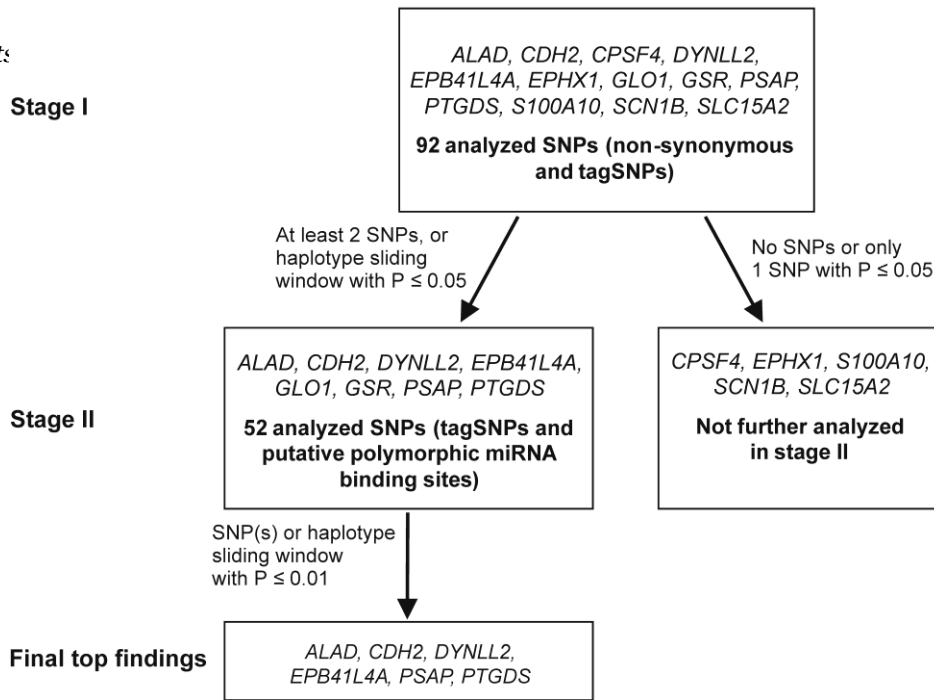 Stage I
ALAD, CDH2, CPSF4, DYNLL2,
EPB41L4A, EPHX1, GLO1, GSR, PSAP,
PTGDS, S100A10, SCN1B, SLC15A2
92 analyzed SNPs (non-synonymous
and tagSNPs)
At least 2 SNPs, or
haplotype sliding
window with P ≤ 0.05
No SNPs or only
1 SNP with P ≤ 0.05
Stage II
ALAD, CDH2, DYNLL2, EPB41L4A,
GLO1, GSR, PSAP, PTGDS
52 analyzed SNPs (tagSNPs and
putative polymorphic miRNA
binding sites)
CPSF4, EPHX1, S100A10,
SCN1B, SLC15A2
Not further analyzed
in stage II
SNP(s) or haplotype
sliding window
with P ≤ 0.01
Final top findings
ALAD, CDH2, DYNLL2,
EPB41L4A, PSAP, PTGDS